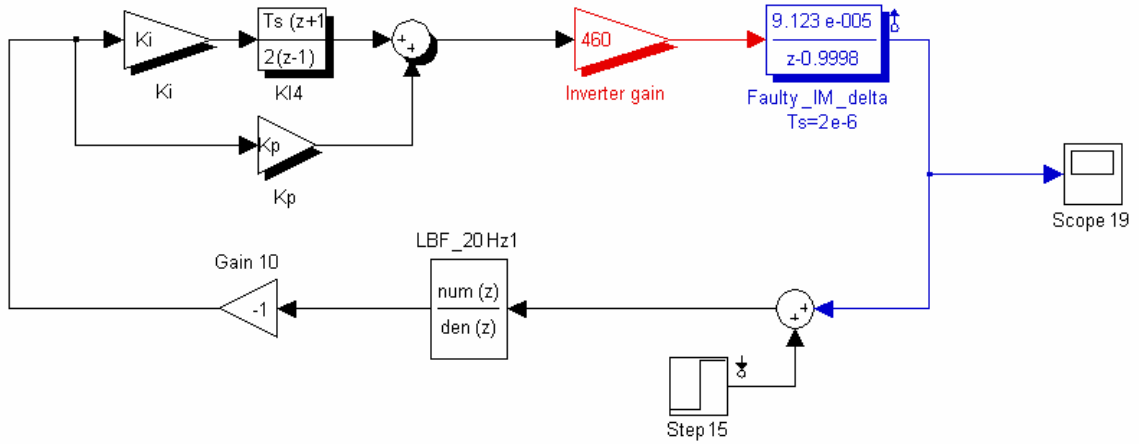 Ki
Ki
Ts (z+1
2(z-1)
KI4
+
+
460
Inverter gain
9.123 e-005
z-0.9998
Faulty_IM_delta
Ts=2e-6
Kp
Kp
Scope 19
LBF_20 Hz1
num (z)
den (z)
Gain 10
-1
+
+
Step 15